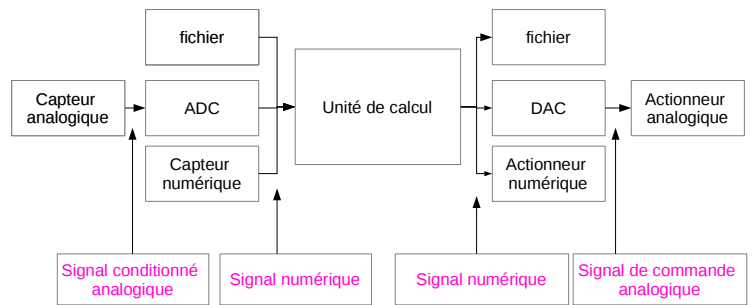 fichier
fichier
Capteur
analogique
ADC
Unité de calcul
DAC
Actionneur
analogique
Capteur
numérique
Actionneur
numérique
Signal conditionné
analogique
Signal numérique
Signal numérique
Signal de commande
analogique